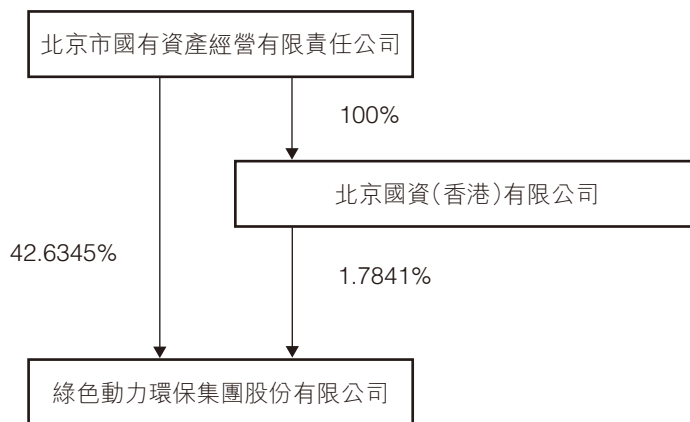 北京市國有資產經營有限責任公司
100%
北京國資(香港)有限公司
42.6345%
1.7841%
綠色動力環保集團股份有限公司